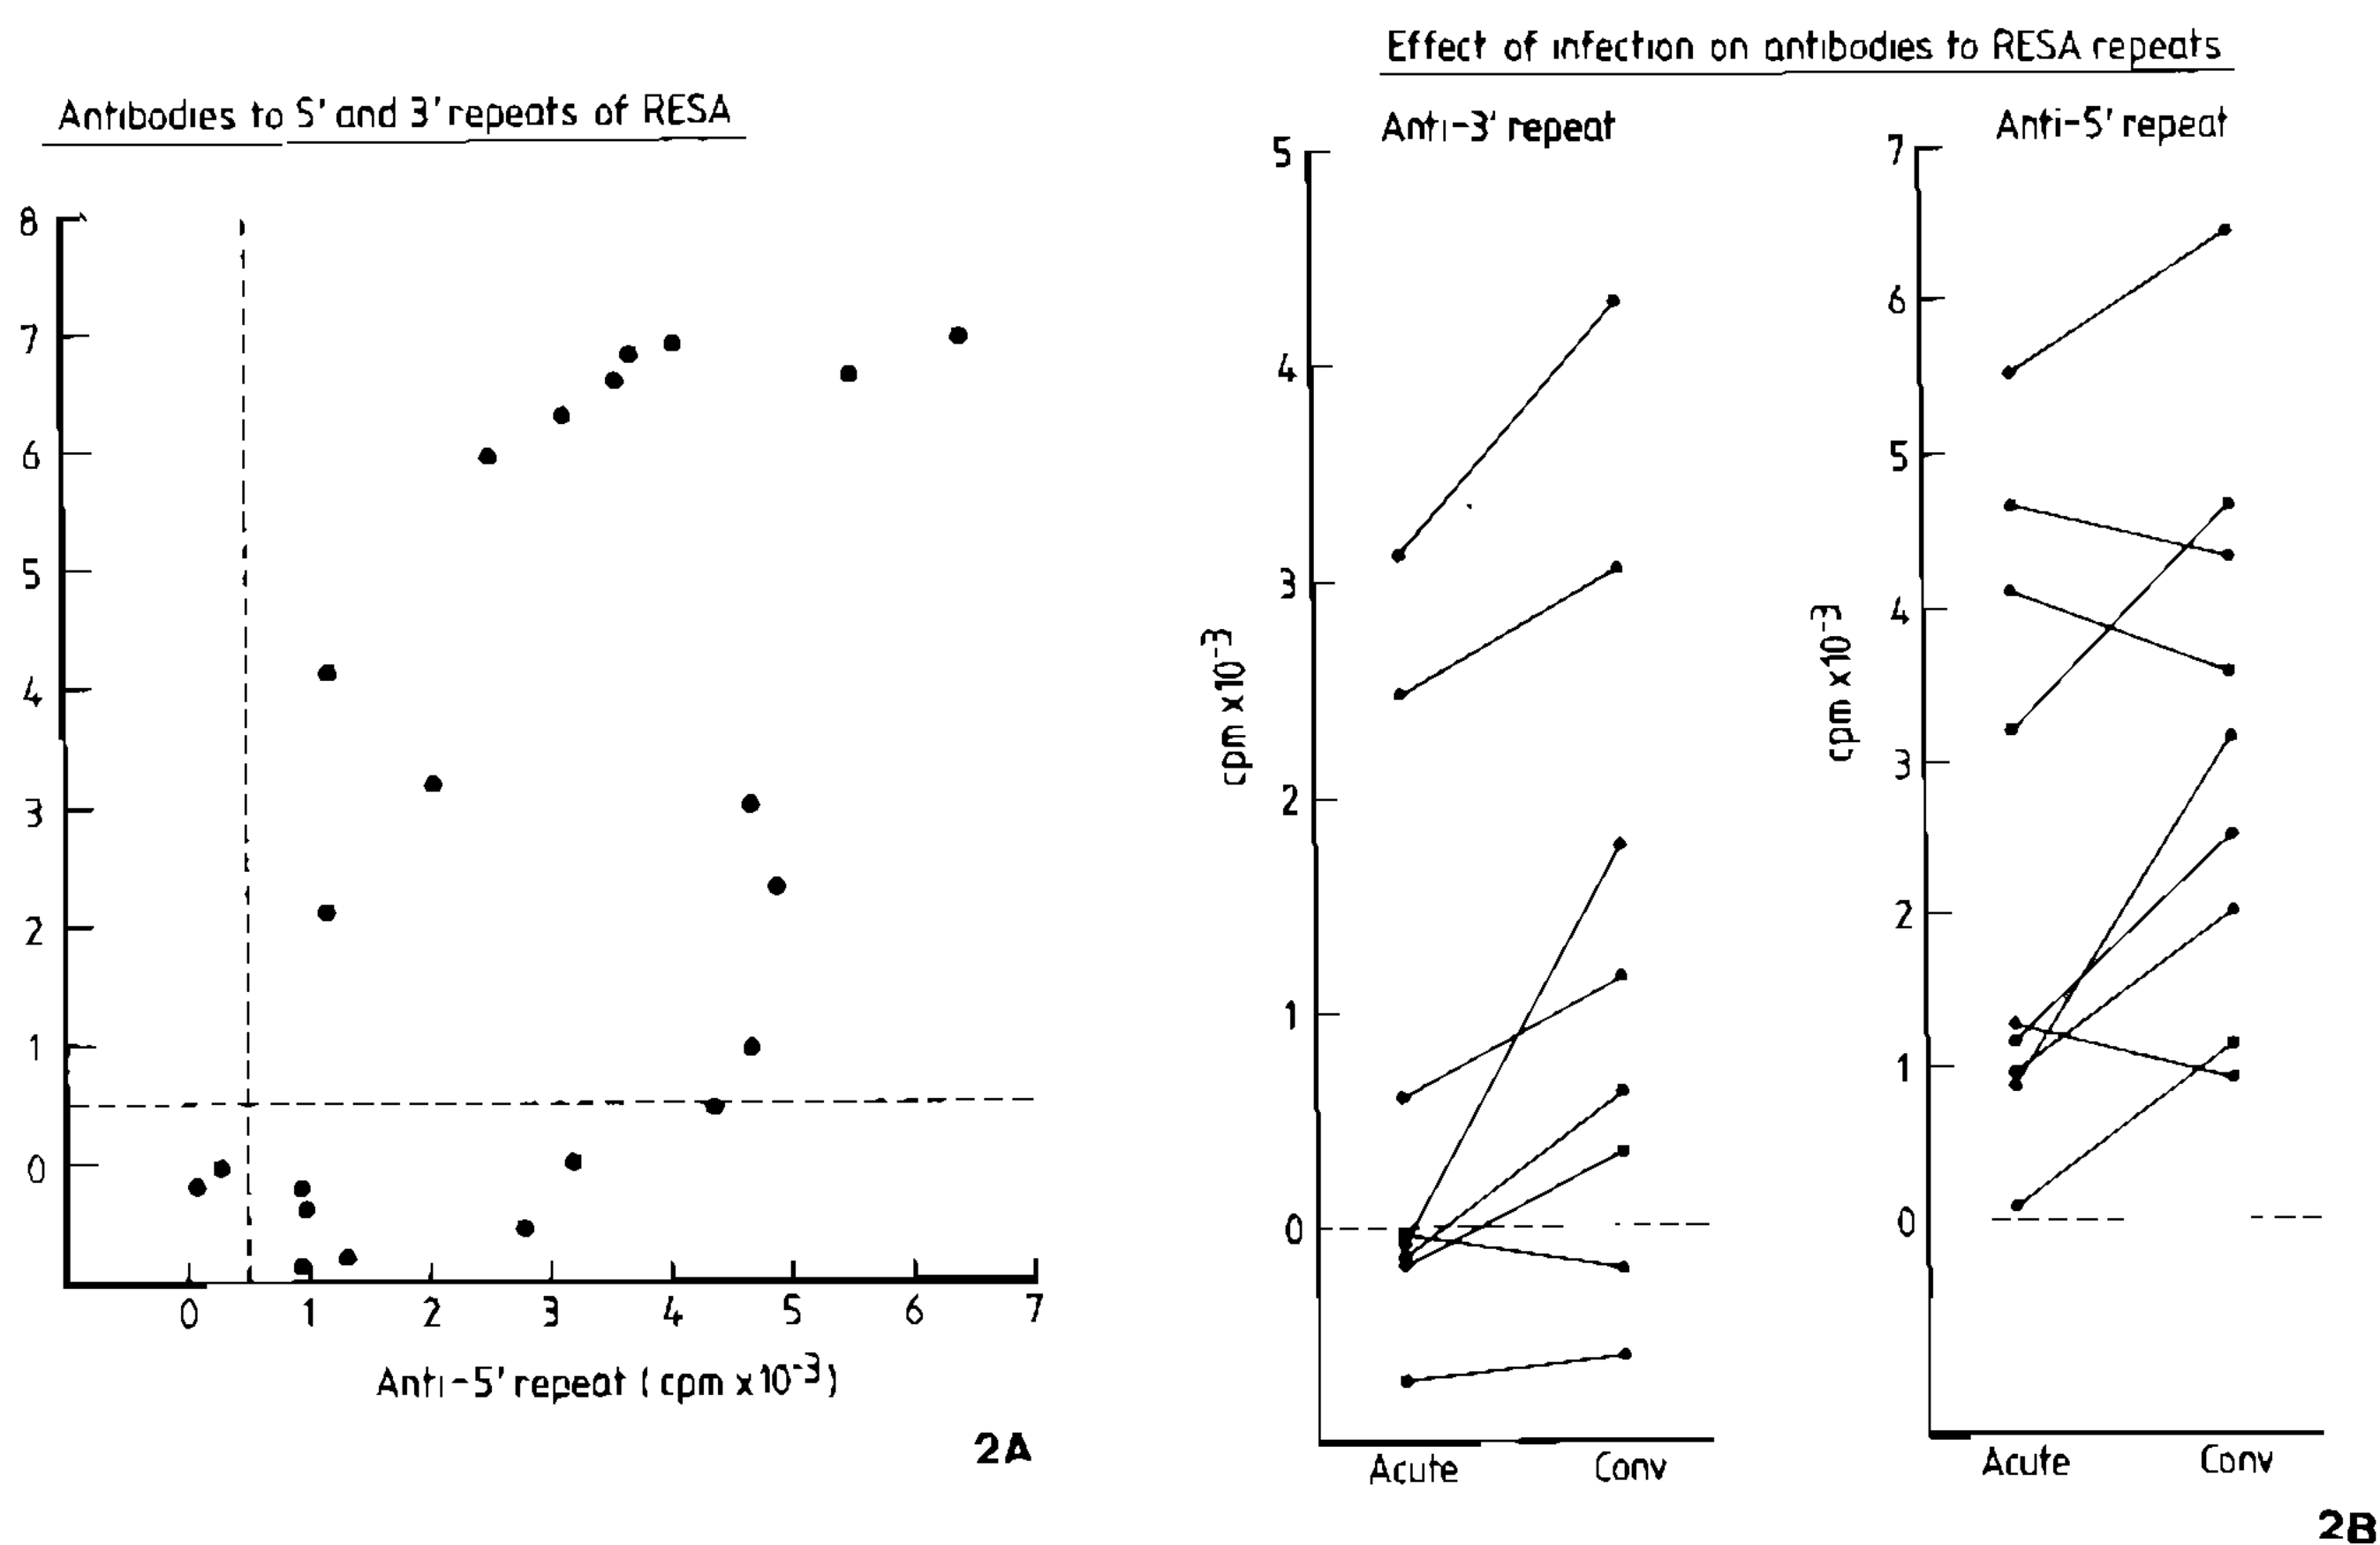 Antibodies to 5' and 3' repeats of RESA
8
7
6
5
4
3
2
1
0
0 1 2 3 4 5 6 7
Anti-5' repeat (cpm x10⁻³)
2A
Effect of infection on antibodies to RESA repeats
Anti-3' repeat
5
4
3
2
1
0
cpm x10⁻³
Acute Conv
Anti-5' repeat
7
6
5
4
3
2
1
0
cpm x10⁻³
Acute Conv
2B